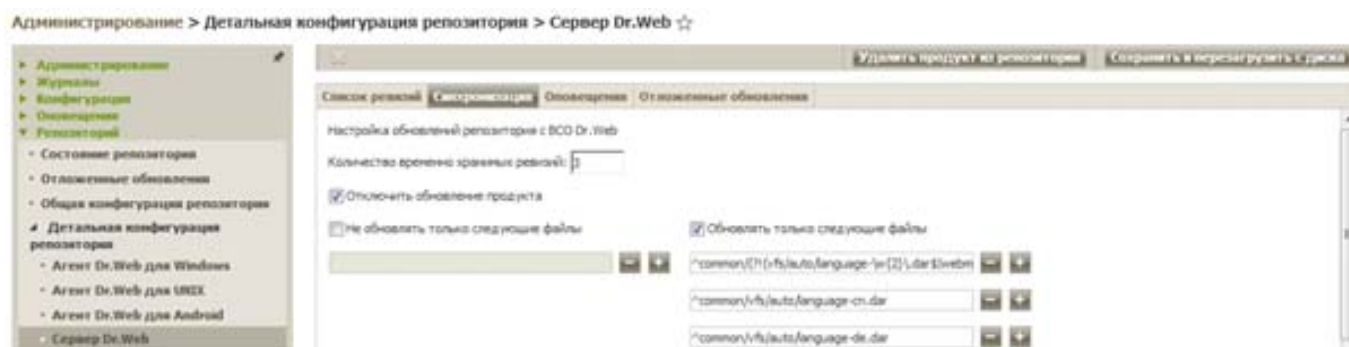 Администрирование > Детальная конфигурация репозитория > Сервер Dr.Web
Администрирование
Журналы
Конфигурация
Оповещения
Репозиторий
Состояние репозитория
Отложенные обновления
Общая конфигурация репозитория
Детальная конфигурация
репозитория
Агент Dr.Web для Windows
Агент Dr.Web для UNIX
Агент Dr.Web для Android
Сервер Dr.Web
Удалить продукт из репозитория Сохранить и перезагрузить с диска
Список ревизий Синхронизация Оповещения Отложенные обновления
Настройка обновлений репозитория с ВСО Dr.Web
Количество временно хранимых ревизий: 3
Отключить обновление продукта
Не обновлять только следующие файлы Обновлять только следующие файлы
^common/vfs/auto/language-cn.dar
^common/vfs/auto/language-de.dar